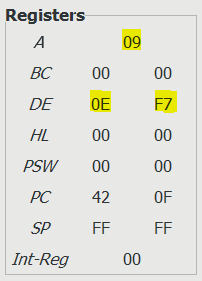 Registers
A 09
BC 00 00
DE 0E F7
HL 00 00
PSW 00 00
PC 42 0F
SP FF FF
Int-Reg 00